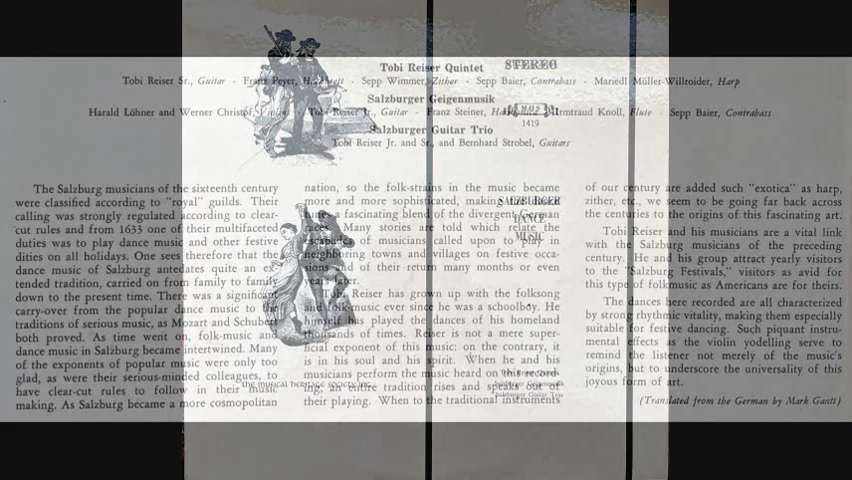 Tobi Reiser Quintet
STEREO
Tobi Reiser Sr., Guitar - Franz Peyer, Sepp Wimmer, Zither - Sepp Baier, Contrabass - Mariedl Müller-Willroider, Harp
Salzburger Geigenmusik
Harald Löhner and Werner Christof, Tobi Reiser Jr., Guitar - Franz Steiner, Irmtraud Knoll, Flute - Sepp Baier, Contrabass
1419
Salzburger Guitar Trio
Tobi Reiser Jr. and Sr., and Bernhard Strobel, Guitars
The Salzburg musicians of the sixteenth century
were classified according to "royal" guilds. Their
calling was strongly regulated according to clear-
cut rules and from 1633 one of their multifaceted
duties was to play dance music and other festive
dities on all holidays. One sees therefore that the
dance music of Salzburg antedates quite an
tended tradition, carried on from family to family
down to the present time. There was a significant
carry-over from the popular dance music to the
traditions of serious music, as Mozart and Schubert
both proved. As time went on, folk-music and
dance music in Salzburg became intertwined. Many
of the exponents of popular music were only too
glad, as were their serious-minded colleagues, to
have clear-cut rules to follow in their music
making. As Salzburg became a more cosmopolitan
nation, so the folk-strains in the music became
more and more sophisticated, making
a fascinating blend of the divergent German
races. Many stories are told which relate the
escapades of musicians called upon to play in
neighboring towns and villages on festive occa-
sions and of their return many months or even
years later.
Tobi Reiser has grown up with the folksong
and folk-music ever since he was a schoolboy. He
himself has played the dances of his homeland
thousands of times. Reiser is not a mere super-
ficial exponent of this music: on the contrary, it
is in his soul and his spirit. When he and his
musicians perform the music heard on this record-
ing, an entire tradition rises and speaks out of
their playing. When to the traditional instruments
of our century are added such "exotica" as harp,
zither, etc., we seem to be going far back across
the centuries to the origins of this fascinating art.
Tobi Reiser and his musicians are a vital link
with the Salzburg musicians of the preceding
century. He and his group attract yearly visitors
to the "Salzburg Festivals," visitors as avid for
this type of folkmusic as Americans are for theirs.
The dances here recorded are all characterized
by strong rhythmic vitality, making them especially
suitable for festive dancing. Such piquant instru-
mental effects as the violin yodelling serve to
remind the listener not merely of the music's
origins, but to underscore the universality of this
joyous form of art.
(Translated from the German by Mark Gantt)
SALZBURGER
DANCE
MUSIC
the musical heritage society inc.
Salzburger Geigenmusik
Salzburger Guitar Trio